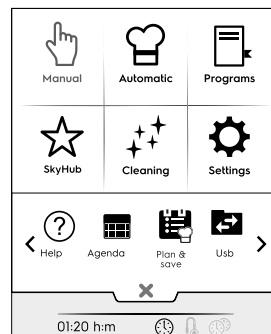 Manual Automatic Programs
SkyHub Cleaning Settings
Help Agenda Plan & save Usb
01:20 h:m